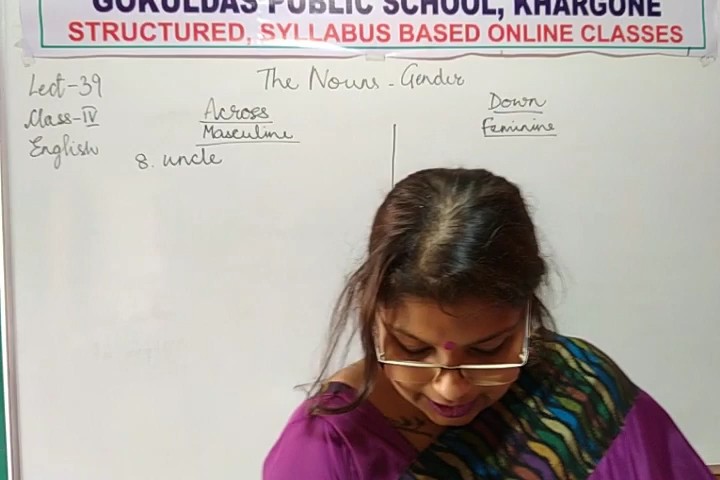 GOKULDAS PUBLIC SCHOOL, KHARGONE
STRUCTURED, SYLLABUS BASED ONLINE CLASSES
Lect-39
The Nouns - Gender
Class-IV
English
Across
Masculine
Down
Feminine
8. uncle